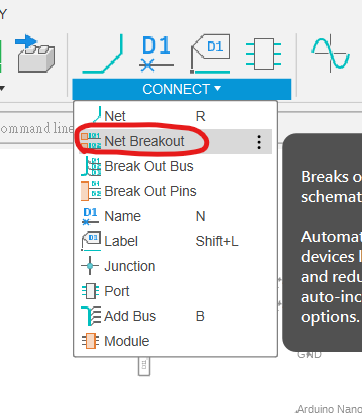 Y
D1
D1
CONNECT
ommand line
Net R
Net Breakout
Break Out Bus
Break Out Pins
Name N
Label Shift+L
Junction
Port
Add Bus B
Module
Breaks o
schemat
Automat
devices l
and redu
auto-inc
options.
GND
Arduino Nano